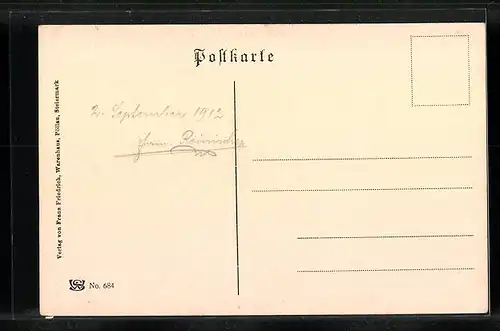 Postkarte
2. September 1912
Verlag von Franz Friedrich, Warenhaus, Pöllau, Steiermark
No. 684